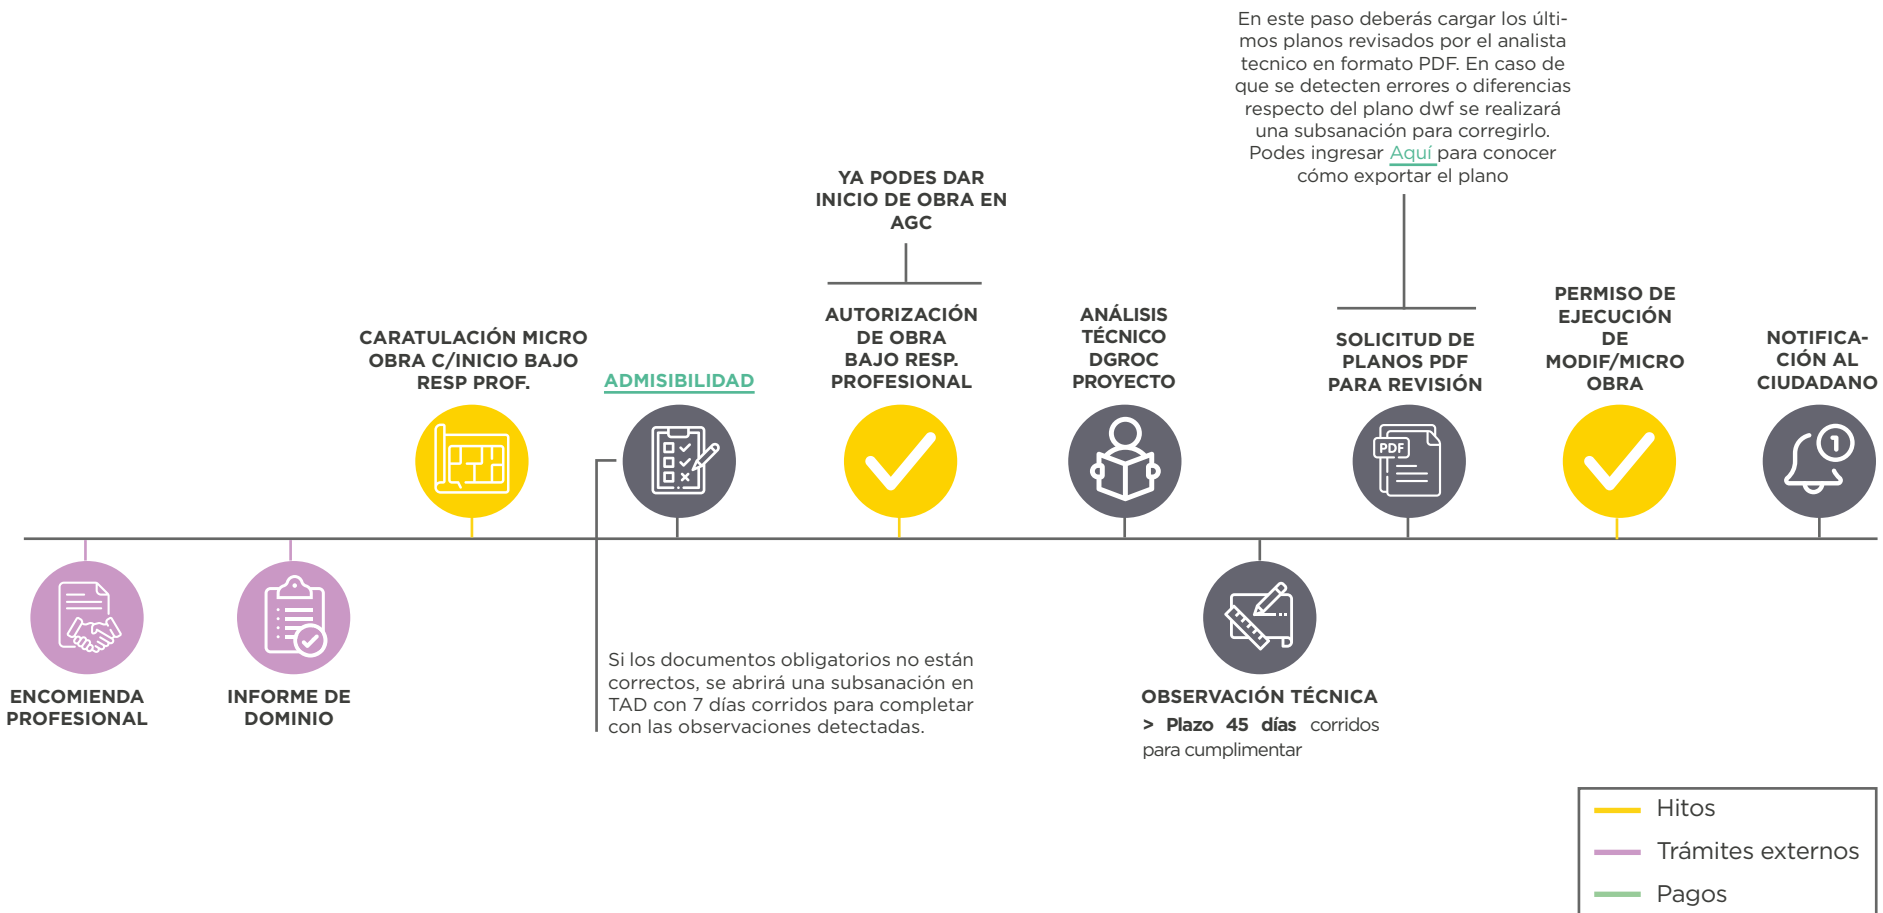 En este paso deberás cargar los últi-
mos planos revisados por el analista
tecnico en formato PDF. En caso de
que se detecten errores o diferencias
respecto del plano dwf se realizará
una subsanación para corregirlo.
Podes ingresar Aquí para conocer
cómo exportar el plano
YA PODES DAR
INICIO DE OBRA EN
AGC
CARATULACIÓN MICRO
OBRA C/INICIO BAJO
RESP PROF.
ADMISIBILIDAD
AUTORIZACIÓN
DE OBRA
BAJO RESP.
PROFESIONAL
ANÁLISIS
TÉCNICO
DGROC
PROYECTO
SOLICITUD DE
PLANOS PDF
PARA REVISIÓN
PERMISO DE
EJECUCIÓN
DE
MODIF/MICRO
OBRA
NOTIFICA-
CIÓN AL
CIUDADANO
PDF
1
ENCOMIENDA
PROFESIONAL
INFORME DE
DOMINIO
Si los documentos obligatorios no están
correctos, se abrirá una subsanación en
TAD con 7 días corridos para completar
con las observaciones detectadas.
OBSERVACIÓN TÉCNICA
> Plazo 45 días corridos
para cumplimentar
Hitos
Trámites externos
Pagos